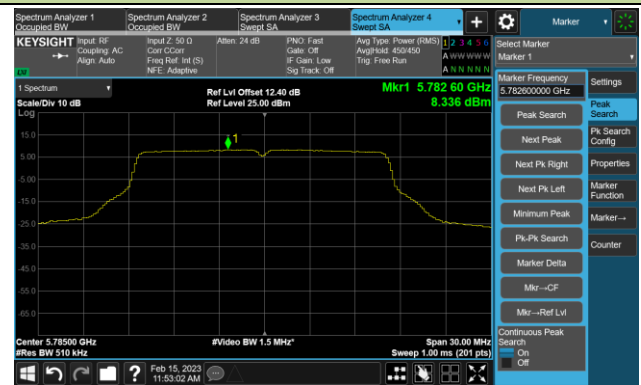 Spectrum Analyzer 1
Occupied BW
Spectrum Analyzer 2
Occupied BW
Spectrum Analyzer 3
Swept SA
Spectrum Analyzer 4
Swept SA
+
Marker
KEYSIGHT
Input: RF
Coupling: AC
Align: Auto
Input Z: 50 Ω
Corr CCorr
Freq Ref: Int (S)
NFE: Adaptive
Atten: 24 dB
PNO: Fast
Gate: Off
IF Gain: Low
Sig Track: Off
Avg Type: Power (RMS)
Avg|Hold: 450/450
Trig: Free Run
1 2 3 4 5 6
A W W W W W
A N N N N N
LXI
Select Marker
Marker 1
1 Spectrum
Scale/Div 10 dB
Log
Ref Lvl Offset 12.40 dB
Ref Level 25.00 dBm
Mkr1 5.782 60 GHz
8.336 dBm
15.0
5.00
-5.00
-15.0
-25.0
-35.0
-45.0
-55.0
-65.0
1
Center 5.78500 GHz
#Res BW 510 kHz
#Video BW 1.5 MHz*
Span 30.00 MHz
Sweep 1.00 ms (201 pts)
Marker Frequency
5.782600000 GHz
Peak Search
Next Peak
Next Pk Right
Next Pk Left
Minimum Peak
Pk-Pk Search
Marker Delta
Mkr→CF
Mkr→Ref Lvl
Continuous Peak
Search
On
Off
Settings
Peak
Search
Pk Search
Config
Properties
Marker
Function
Marker→
Counter
?
Feb 15, 2023
11:53:02 AM